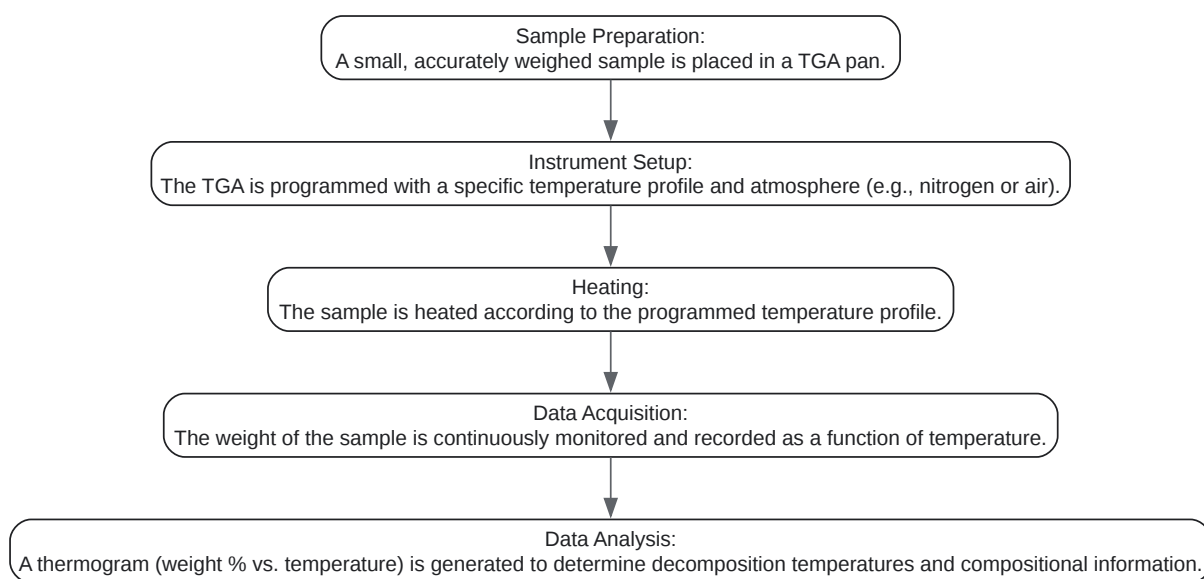 Sample Preparation:
A small, accurately weighed sample is placed in a TGA pan.
Instrument Setup:
The TGA is programmed with a specific temperature profile and atmosphere (e.g., nitrogen or air).
Heating:
The sample is heated according to the programmed temperature profile.
Data Acquisition:
The weight of the sample is continuously monitored and recorded as a function of temperature.
Data Analysis:
A thermogram (weight % vs. temperature) is generated to determine decomposition temperatures and compositional information.